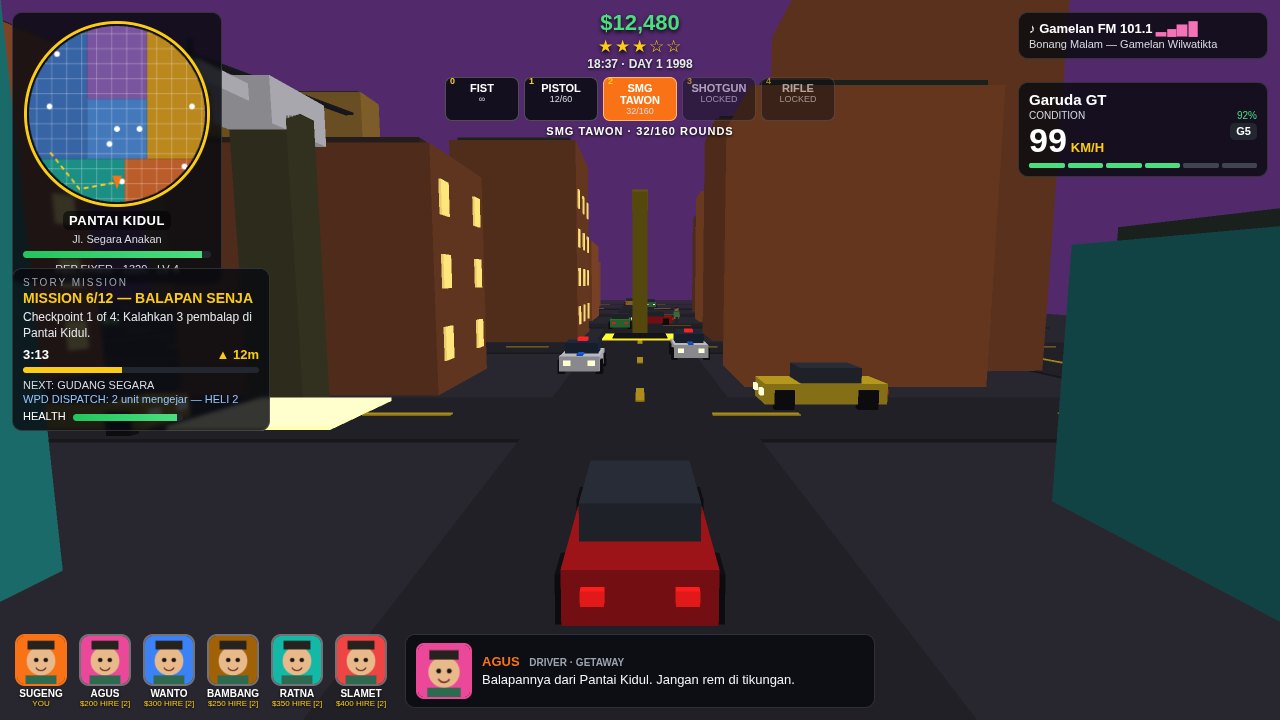 $12,480
★★★☆☆
18:37 · DAY 1 1998
0 FIST ∞
1 PISTOL 12/60
2 SMG TAWON 32/160
3 SHOTGUN LOCKED
4 RIFLE LOCKED
SMG TAWON · 32/160 ROUNDS
♪ Gamelan FM 101.1
Bonang Malam — Gamelan Wilwatikta
Garuda GT
CONDITION 92%
99 KM/H G5
PANTAI KIDUL
Jl. Segara Anakan
STORY MISSION
MISSION 6/12 — BALAPAN SENJA
Checkpoint 1 of 4: Kalahkan 3 pembalap di
Pantai Kidul.
3:13 ▲ 12m
NEXT: GUDANG SEGARA
WPD DISPATCH: 2 unit mengejar — HELI 2
HEALTH
SUGENG
YOU
AGUS
$200 HIRE [2]
WANTO
$300 HIRE [2]
BAMBANG
$250 HIRE [2]
RATNA
$350 HIRE [2]
SLAMET
$400 HIRE [2]
AGUS DRIVER · GETAWAY
Balapannya dari Pantai Kidul. Jangan rem di tikungan.